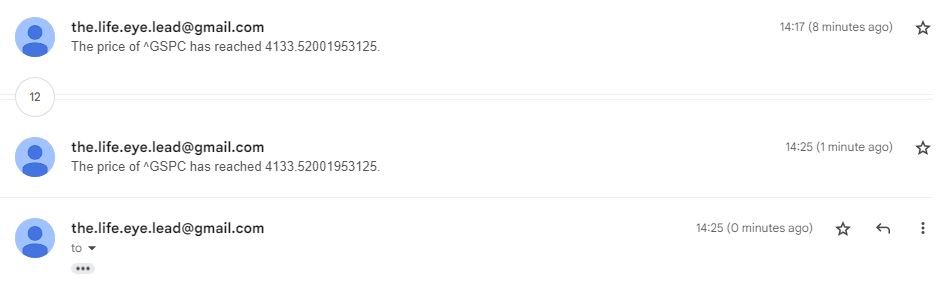 the.life.eye.lead@gmail.com 14:17 (8 minutes ago)
The price of ^GSPC has reached 4133.52001953125.
12
the.life.eye.lead@gmail.com 14:25 (1 minute ago)
The price of ^GSPC has reached 4133.52001953125.
the.life.eye.lead@gmail.com 14:25 (0 minutes ago)
to